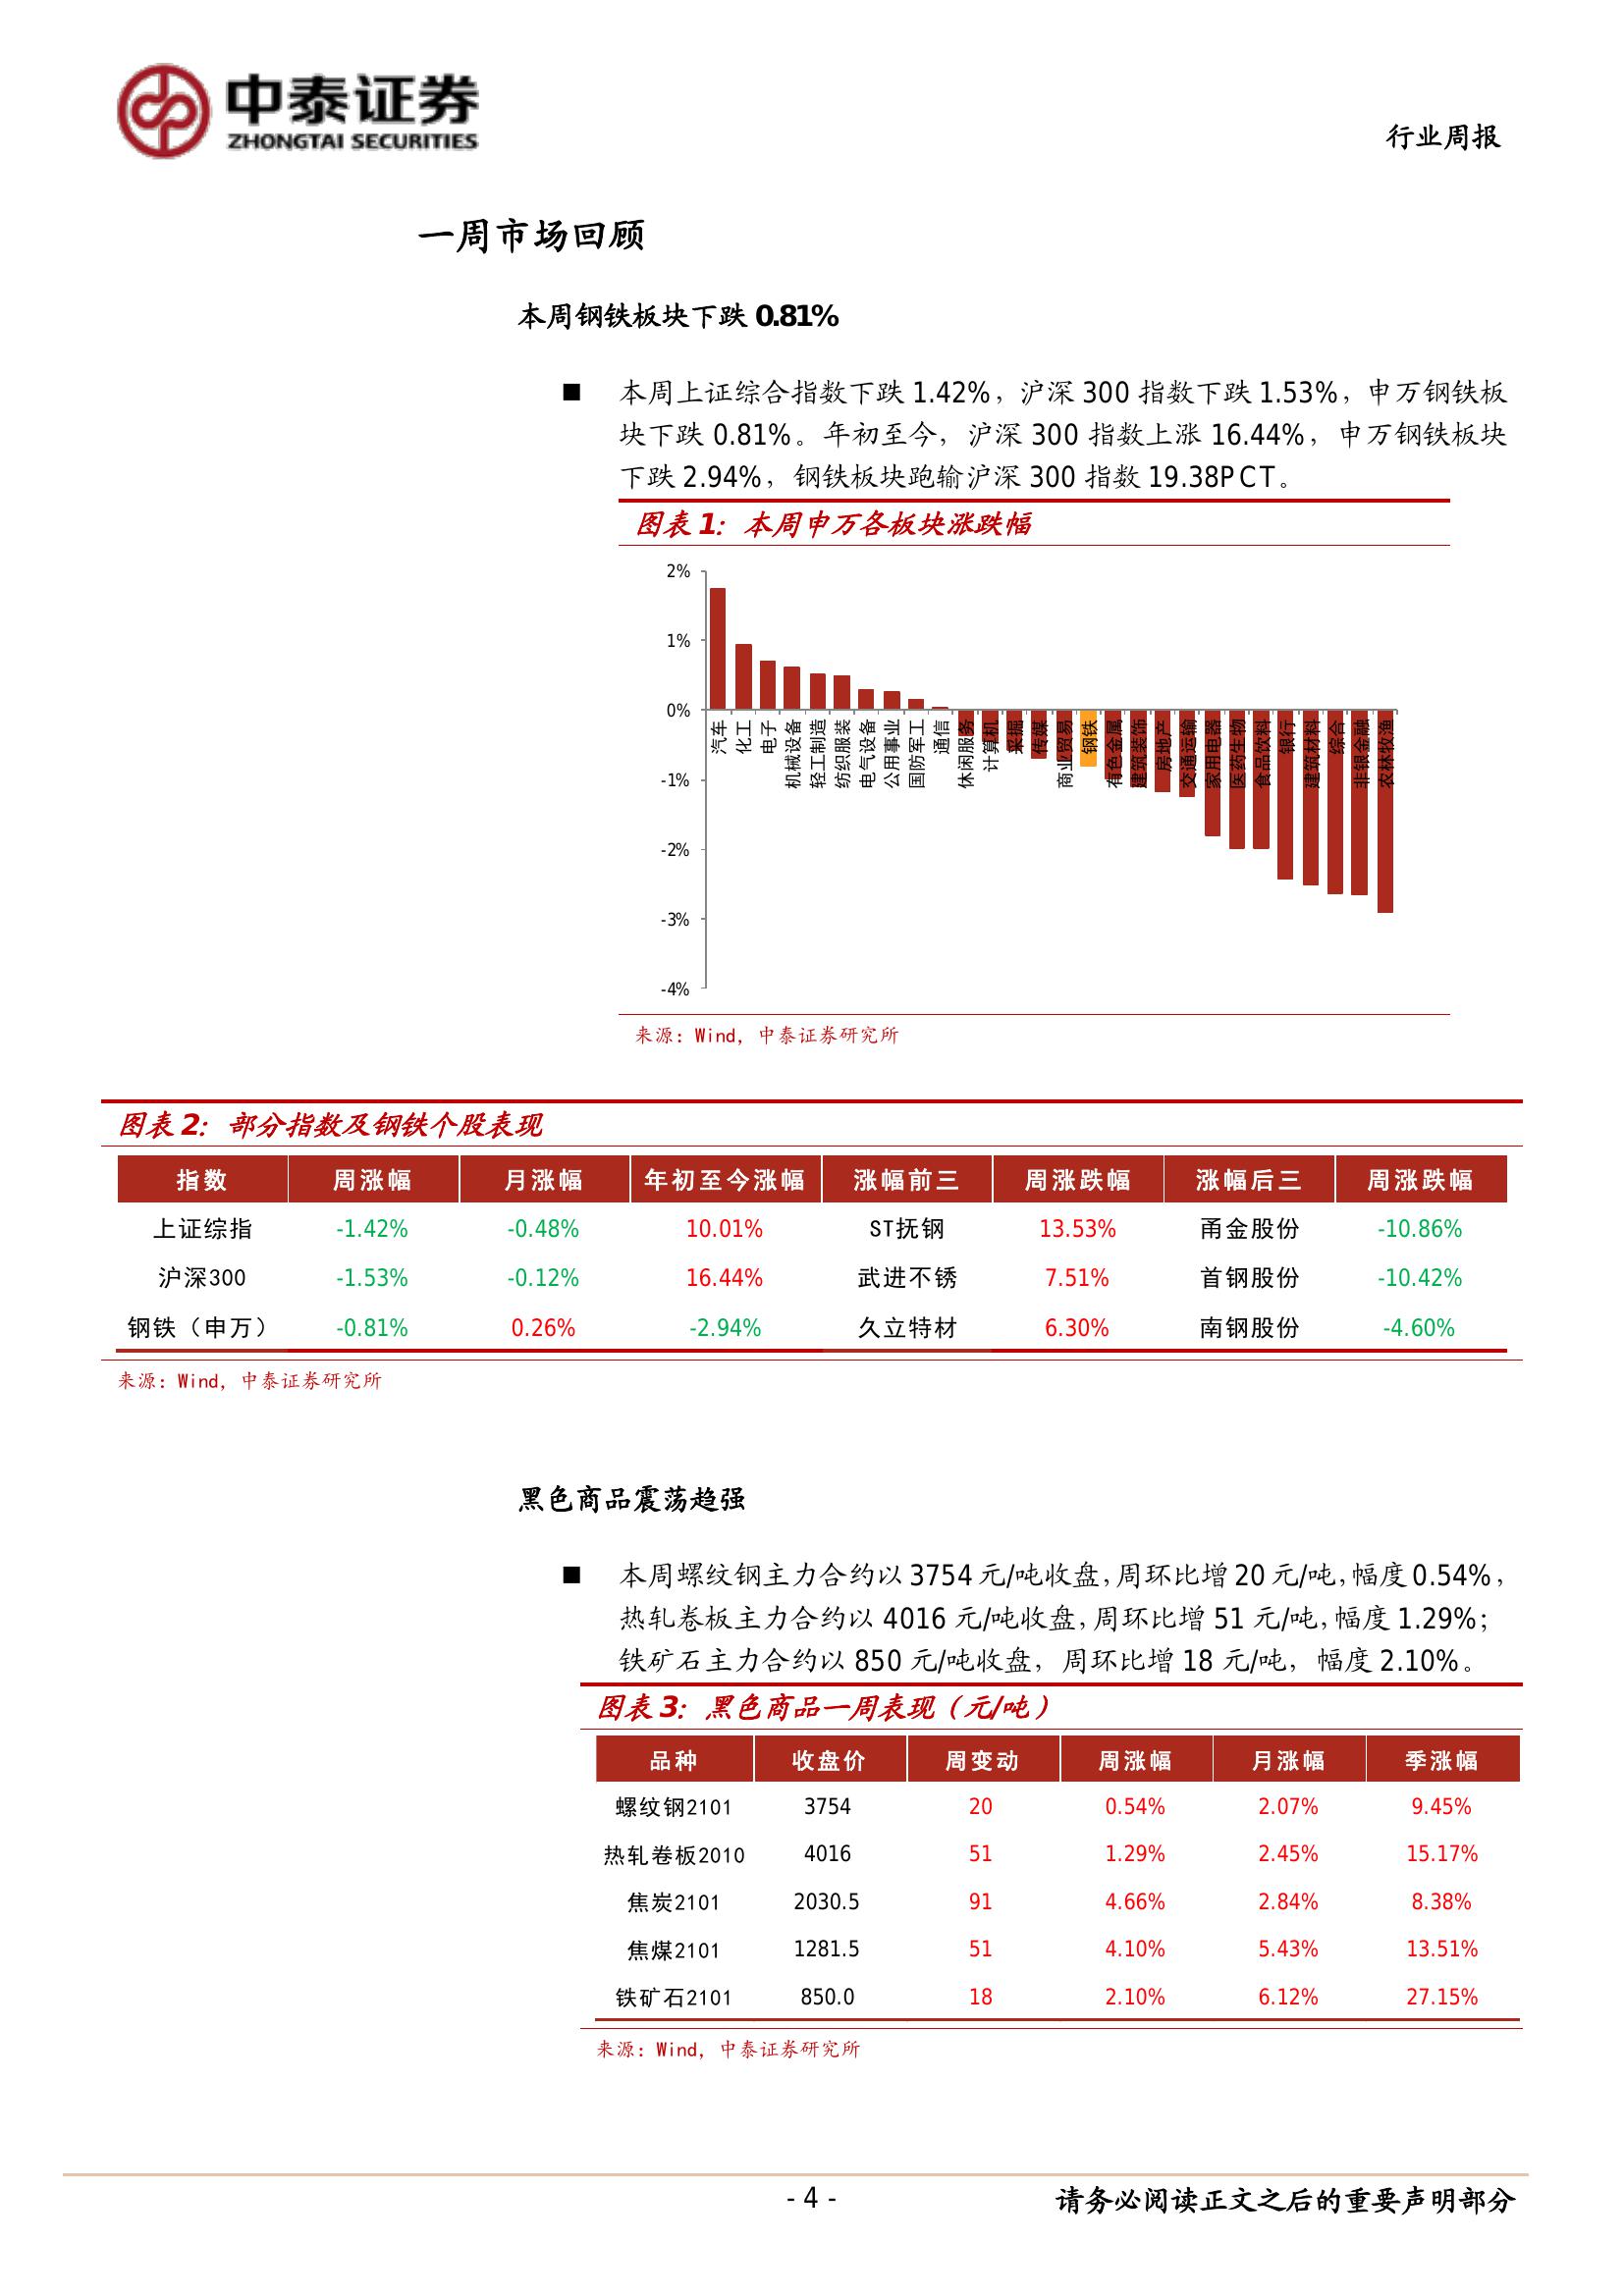 中泰证券
ZHONGTAI SECURITIES
行业周报
一周市场回顾
本周钢铁板块下跌 0.81%
■ 本周上证综合指数下跌 1.42%，沪深 300 指数下跌 1.53%，申万钢铁板
块下跌 0.81%。年初至今，沪深 300 指数上涨 16.44%，申万钢铁板块
下跌 2.94%，钢铁板块跑输沪深 300 指数 19.38PCT。
图表 1：本周申万各板块涨跌幅
2%
1%
0%
-1%
-2%
-3%
-4%
汽车
化工
电子
机械设备
轻工制造
纺织服装
电气设备
公用事业
国防军工
通信
休闲服务
计算机
采掘
传媒
商业贸易
钢铁
有色金属
建筑装饰
房地产
交通运输
家用电器
医药生物
食品饮料
银行
建筑材料
综合
非银金融
农林牧渔
来源：Wind，中泰证券研究所
图表 2：部分指数及钢铁个股表现
指数 周涨幅 月涨幅 年初至今涨幅 涨幅前三 周涨跌幅 涨幅后三 周涨跌幅
上证综指 -1.42% -0.48% 10.01% ST抚钢 13.53% 甬金股份 -10.86%
沪深300 -1.53% -0.12% 16.44% 武进不锈 7.51% 首钢股份 -10.42%
钢铁（申万） -0.81% 0.26% -2.94% 久立特材 6.30% 南钢股份 -4.60%
来源：Wind，中泰证券研究所
黑色商品震荡趋强
■ 本周螺纹钢主力合约以 3754 元/吨收盘，周环比增 20 元/吨，幅度 0.54%，
热轧卷板主力合约以 4016 元/吨收盘，周环比增 51 元/吨，幅度 1.29%；
铁矿石主力合约以 850 元/吨收盘，周环比增 18 元/吨，幅度 2.10%。
图表 3：黑色商品一周表现（元/吨）
品种 收盘价 周变动 周涨幅 月涨幅 季涨幅
螺纹钢2101 3754 20 0.54% 2.07% 9.45%
热轧卷板2010 4016 51 1.29% 2.45% 15.17%
焦炭2101 2030.5 91 4.66% 2.84% 8.38%
焦煤2101 1281.5 51 4.10% 5.43% 13.51%
铁矿石2101 850.0 18 2.10% 6.12% 27.15%
来源：Wind，中泰证券研究所
- 4 -
请务必阅读正文之后的重要声明部分